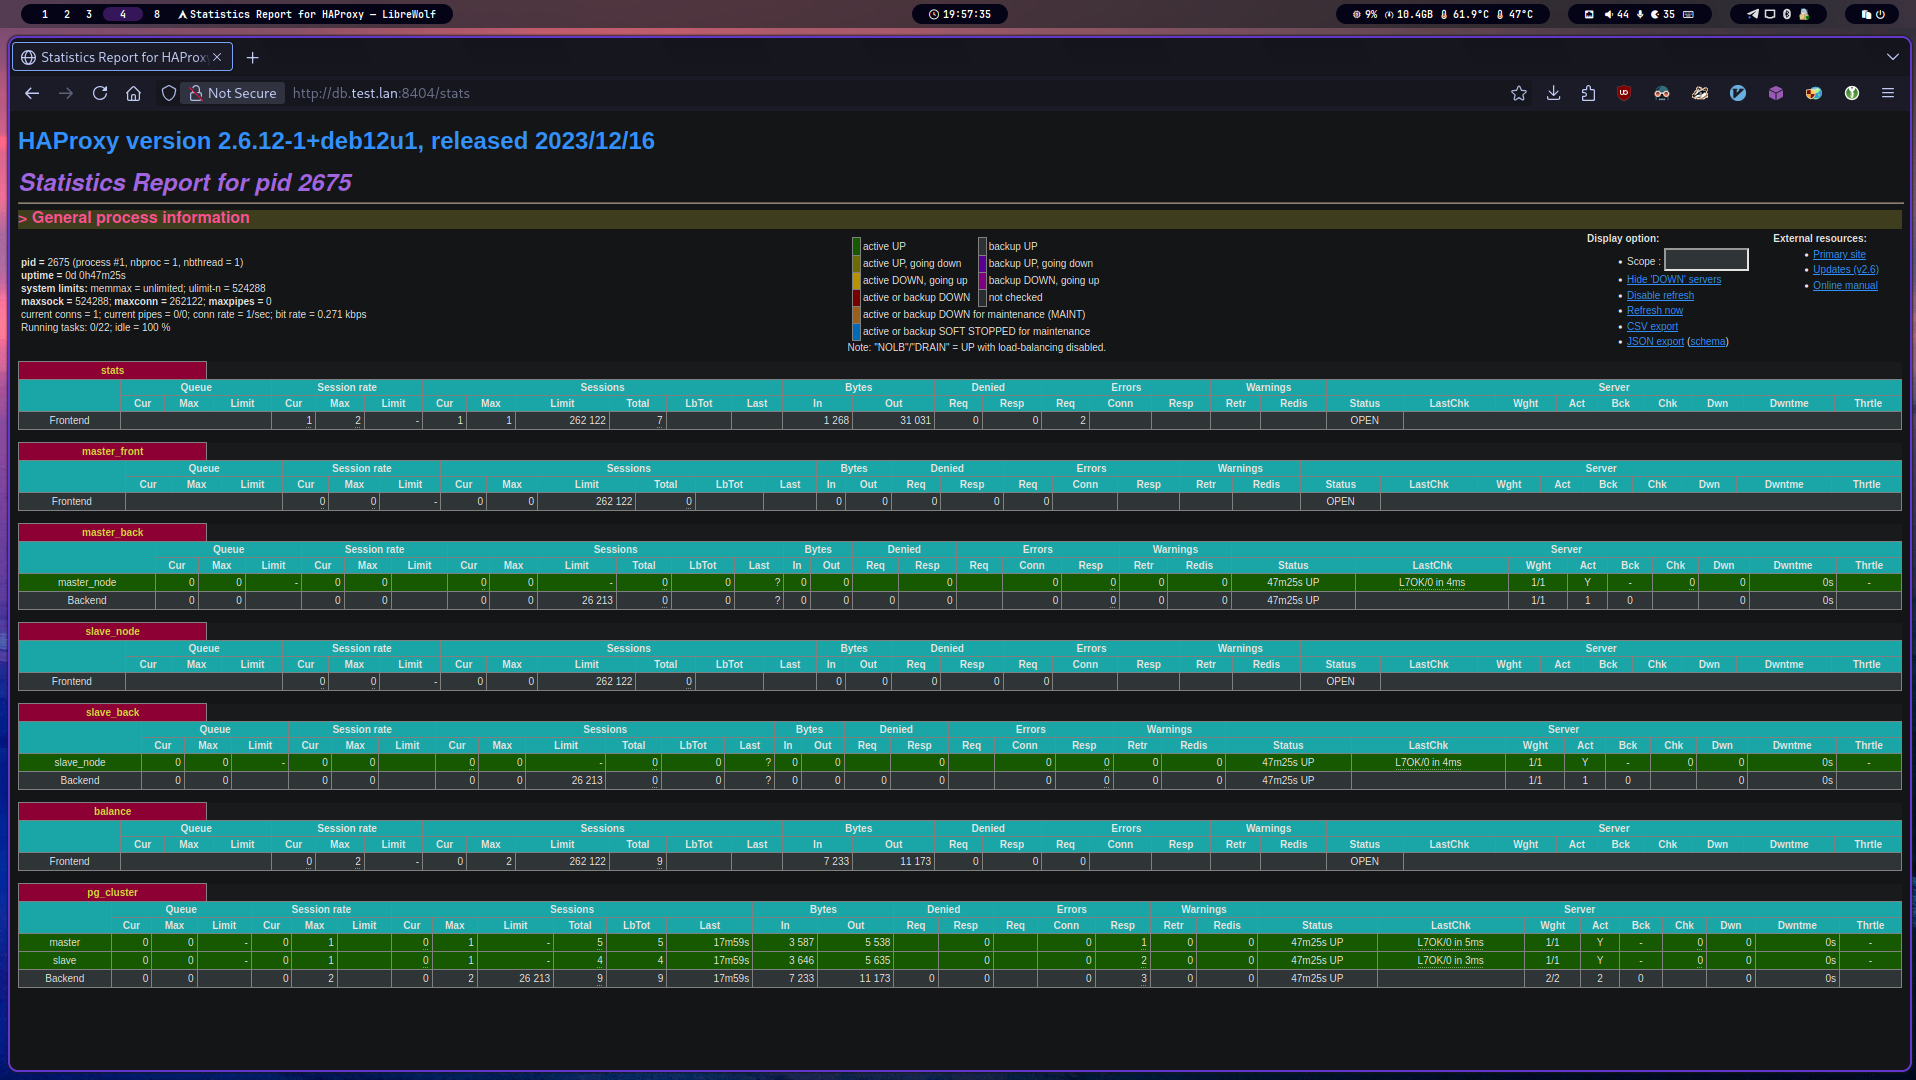 1 2 3 4 8 Statistics Report for HAProxy — LibreWolf 19:57:35 9% 10.4GB 61.9°C 47°C 44 35
Statistics Report for HAProxy
Not Secure http://db.test.lan:8404/stats
HAProxy version 2.6.12-1+deb12u1, released 2023/12/16
Statistics Report for pid 2675
> General process information
pid = 2675 (process #1, nbproc = 1, nbthread = 1)
uptime = 0d 0h47m25s
system limits: memmax = unlimited; ulimit-n = 524288
maxsock = 524288; maxconn = 262122; maxpipes = 0
current conns = 1; current pipes = 0/0; conn rate = 1/sec; bit rate = 0.271 kbps
Running tasks: 0/22; idle = 100 %
active UP backup UP
active UP, going down backup UP, going down
active DOWN, going up backup DOWN, going up
active or backup DOWN not checked
active or backup DOWN for maintenance (MAINT)
active or backup SOFT STOPPED for maintenance
Note: "NOLB"/"DRAIN" = UP with load-balancing disabled.
Display option:
• Scope :
• Hide 'DOWN' servers
• Disable refresh
• Refresh now
• CSV export
• JSON export (schema)
External resources:
• Primary site
• Updates (v2.6)
• Online manual
stats
Queue Session rate Sessions Bytes Denied Errors Warnings Server
Cur Max Limit Cur Max Limit Cur Max Limit Total LbTot Last In Out Req Resp Req Conn Resp Retr Redis Status LastChk Wght Act Bck Chk Dwn Dwntme Thrtle
Frontend 1 2 - 1 1 262 122 7 1 268 31 031 0 0 2 OPEN
master_front
Queue Session rate Sessions Bytes Denied Errors Warnings Server
Cur Max Limit Cur Max Limit Cur Max Limit Total LbTot Last In Out Req Resp Req Conn Resp Retr Redis Status LastChk Wght Act Bck Chk Dwn Dwntme Thrtle
Frontend 0 0 - 0 0 262 122 0 0 0 0 0 0 OPEN
master_back
Queue Session rate Sessions Bytes Denied Errors Warnings Server
Cur Max Limit Cur Max Limit Cur Max Limit Total LbTot Last In Out Req Resp Req Conn Resp Retr Redis Status LastChk Wght Act Bck Chk Dwn Dwntme Thrtle
master_node 0 0 - 0 0 0 0 - 0 0 ? 0 0 0 0 0 0 0 47m25s UP L7OK/0 in 4ms 1/1 Y - 0 0 0s -
Backend 0 0 0 0 0 0 26 213 0 0 ? 0 0 0 0 0 0 0 0 47m25s UP 1/1 1 0 0 0s
slave_node
Queue Session rate Sessions Bytes Denied Errors Warnings Server
Cur Max Limit Cur Max Limit Cur Max Limit Total LbTot Last In Out Req Resp Req Conn Resp Retr Redis Status LastChk Wght Act Bck Chk Dwn Dwntme Thrtle
Frontend 0 0 - 0 0 262 122 0 0 0 0 0 0 OPEN
slave_back
Queue Session rate Sessions Bytes Denied Errors Warnings Server
Cur Max Limit Cur Max Limit Cur Max Limit Total LbTot Last In Out Req Resp Req Conn Resp Retr Redis Status LastChk Wght Act Bck Chk Dwn Dwntme Thrtle
slave_node 0 0 - 0 0 0 0 - 0 0 ? 0 0 0 0 0 0 0 47m25s UP L7OK/0 in 4ms 1/1 Y - 0 0 0s -
Backend 0 0 0 0 0 0 26 213 0 0 ? 0 0 0 0 0 0 0 0 47m25s UP 1/1 1 0 0 0s
balance
Queue Session rate Sessions Bytes Denied Errors Warnings Server
Cur Max Limit Cur Max Limit Cur Max Limit Total LbTot Last In Out Req Resp Req Conn Resp Retr Redis Status LastChk Wght Act Bck Chk Dwn Dwntme Thrtle
Frontend 0 2 - 0 2 262 122 9 7 233 11 173 0 0 0 OPEN
pg_cluster
Queue Session rate Sessions Bytes Denied Errors Warnings Server
Cur Max Limit Cur Max Limit Cur Max Limit Total LbTot Last In Out Req Resp Req Conn Resp Retr Redis Status LastChk Wght Act Bck Chk Dwn Dwntme Thrtle
master 0 0 - 0 1 0 1 - 5 5 17m59s 3 587 5 538 0 0 1 0 0 47m25s UP L7OK/0 in 5ms 1/1 Y - 0 0 0s -
slave 0 0 - 0 1 0 1 - 4 4 17m59s 3 646 5 635 0 0 2 0 0 47m25s UP L7OK/0 in 3ms 1/1 Y - 0 0 0s -
Backend 0 0 0 2 0 2 26 213 9 9 17m59s 7 233 11 173 0 0 0 3 0 0 47m25s UP 2/2 2 0 0 0s